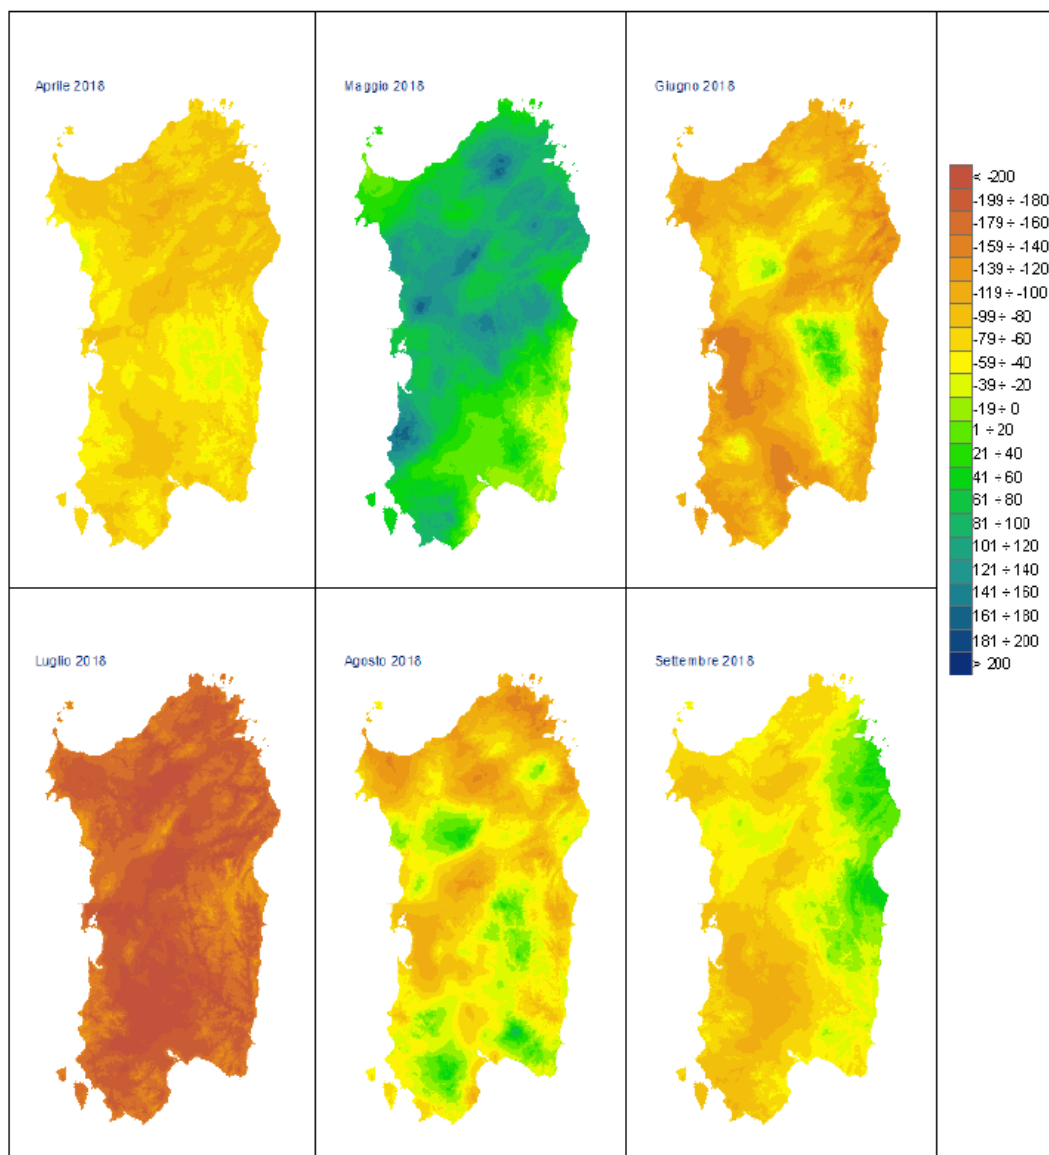 Aprile 2018
Maggio 2018
Giugno 2018
< -200
-199 ÷ -180
-179 ÷ -160
-159 ÷ -140
-139 ÷ -120
-119 ÷ -100
-99 ÷ -80
-79 ÷ -60
-59 ÷ -40
-39 ÷ -20
-19 ÷ 0
1 ÷ 20
21 ÷ 40
41 ÷ 60
61 ÷ 80
81 ÷ 100
101 ÷ 120
121 ÷ 140
141 ÷ 160
161 ÷ 180
181 ÷ 200
> 200
Luglio 2018
Agosto 2018
Settembre 2018